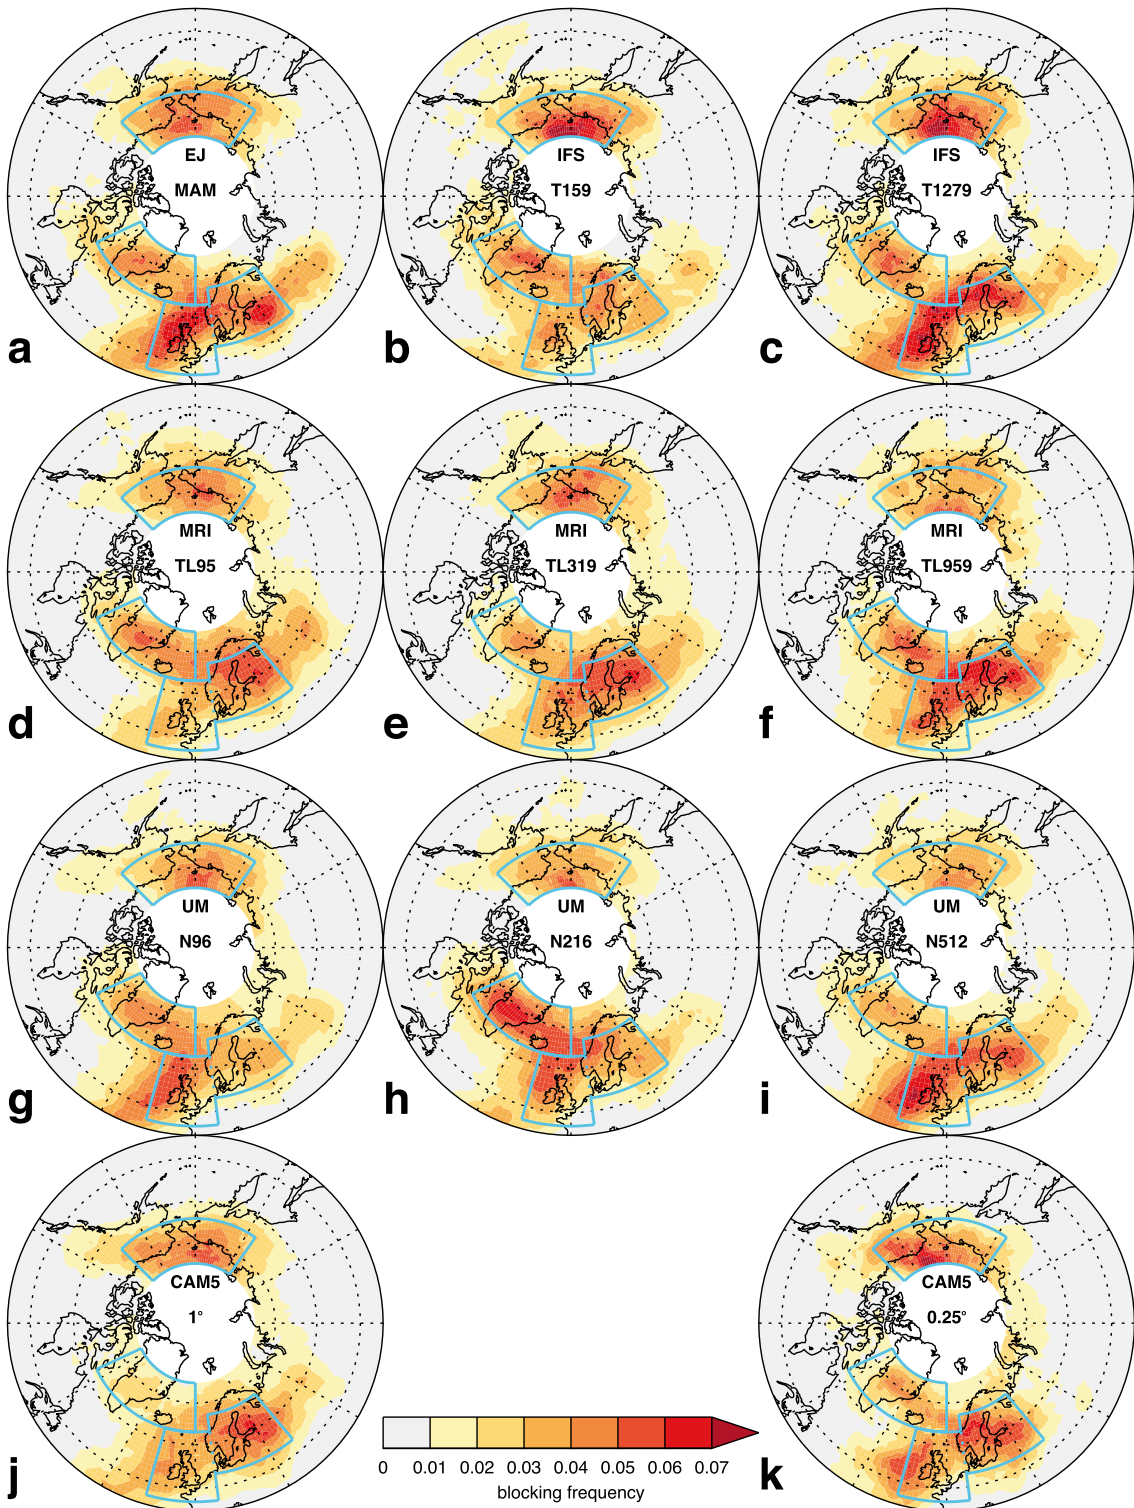 EJ
MAM
a
IFS
T159
b
IFS
T1279
c
MRI
TL95
d
MRI
TL319
e
MRI
TL959
f
UM
N96
g
UM
N216
h
UM
N512
i
CAM5
1°
j
CAM5
0.25°
k
0 0.01 0.02 0.03 0.04 0.05 0.06 0.07
blocking frequency